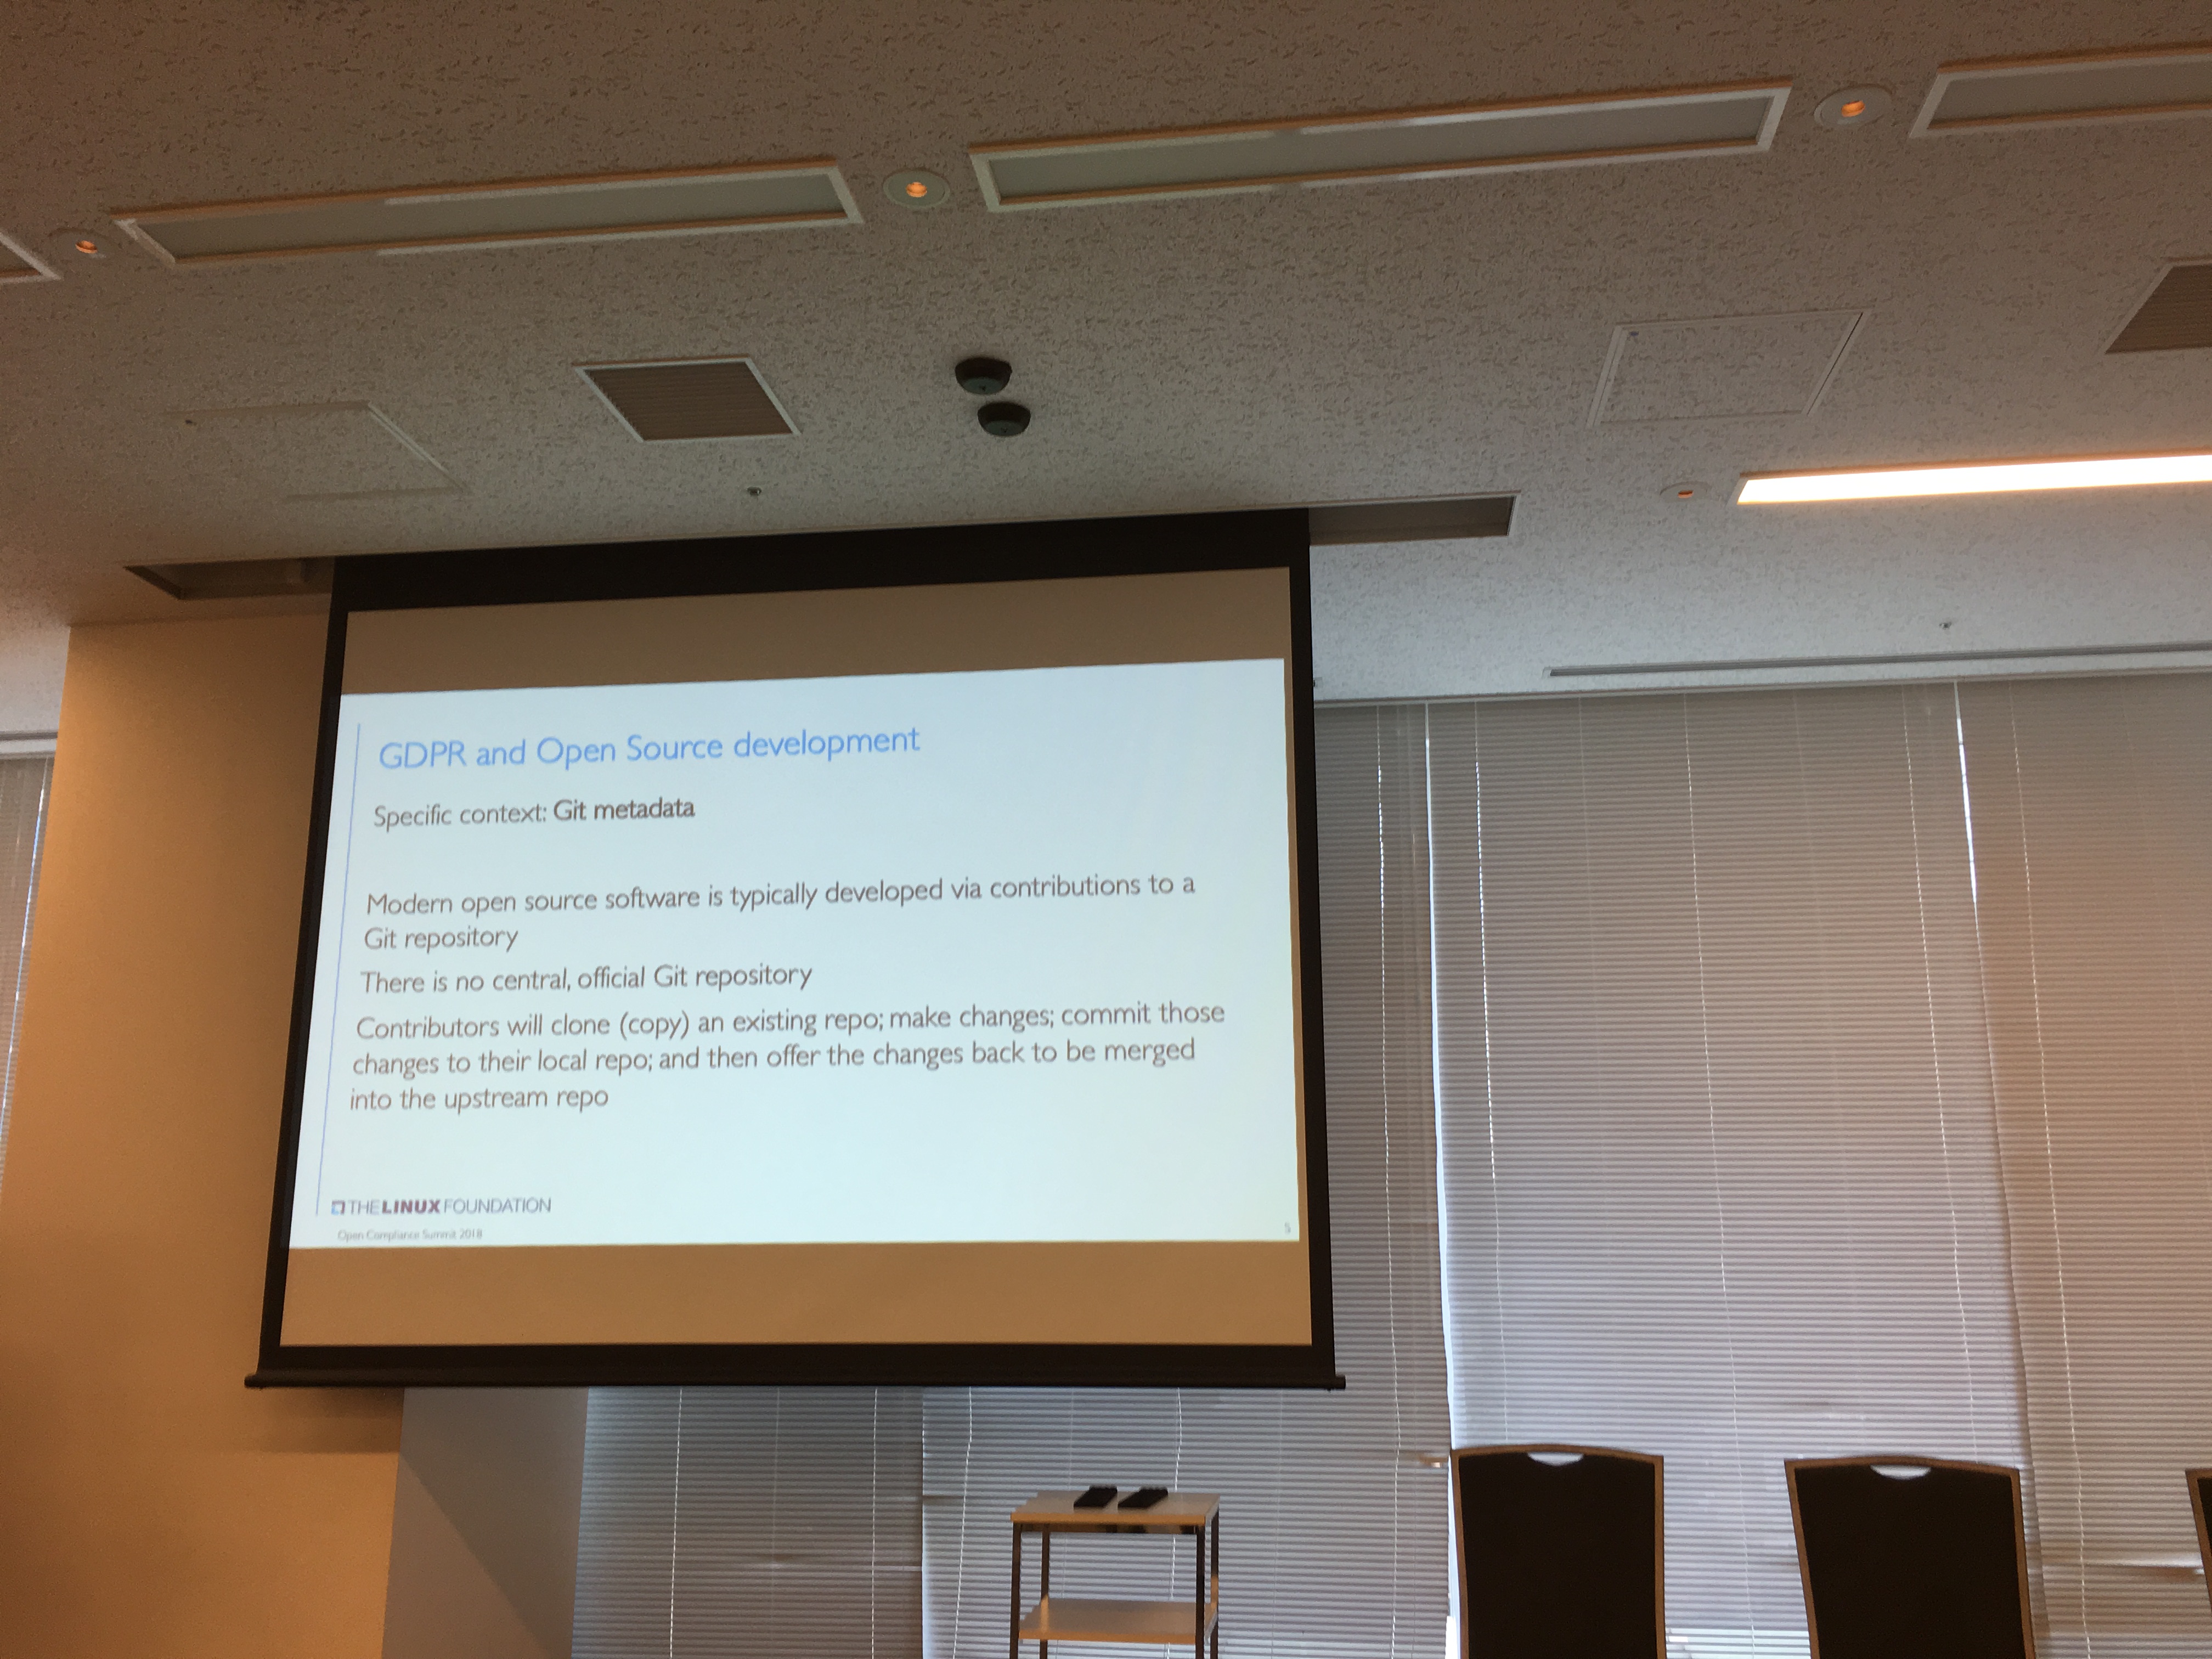 GDPR and Open Source development
Specific context: Git metadata
Modern open source software is typically developed via contributions to a
Git repository
There is no central, official Git repository
Contributors will clone (copy) an existing repo; make changes; commit those
changes to their local repo; and then offer the changes back to be merged
into the upstream repo
THE LINUX FOUNDATION
Open Compliance Summit 2018
5